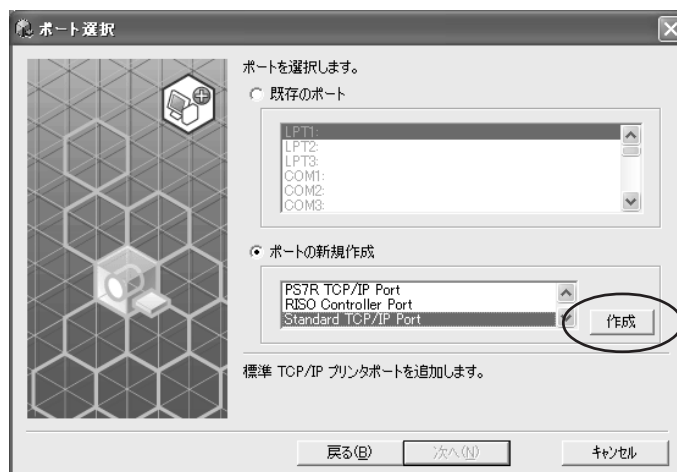 ポート選択
ポートを選択します。
既存のポート
LPT1:
LPT2:
LPT3:
COM1:
COM2:
COM3:
ポートの新規作成
PS7R TCP/IP Port
RISO Controller Port
Standard TCP/IP Port
作成
標準 TCP/IP プリンタポートを追加します。
戻る(B)
次へ(N)
キャンセル